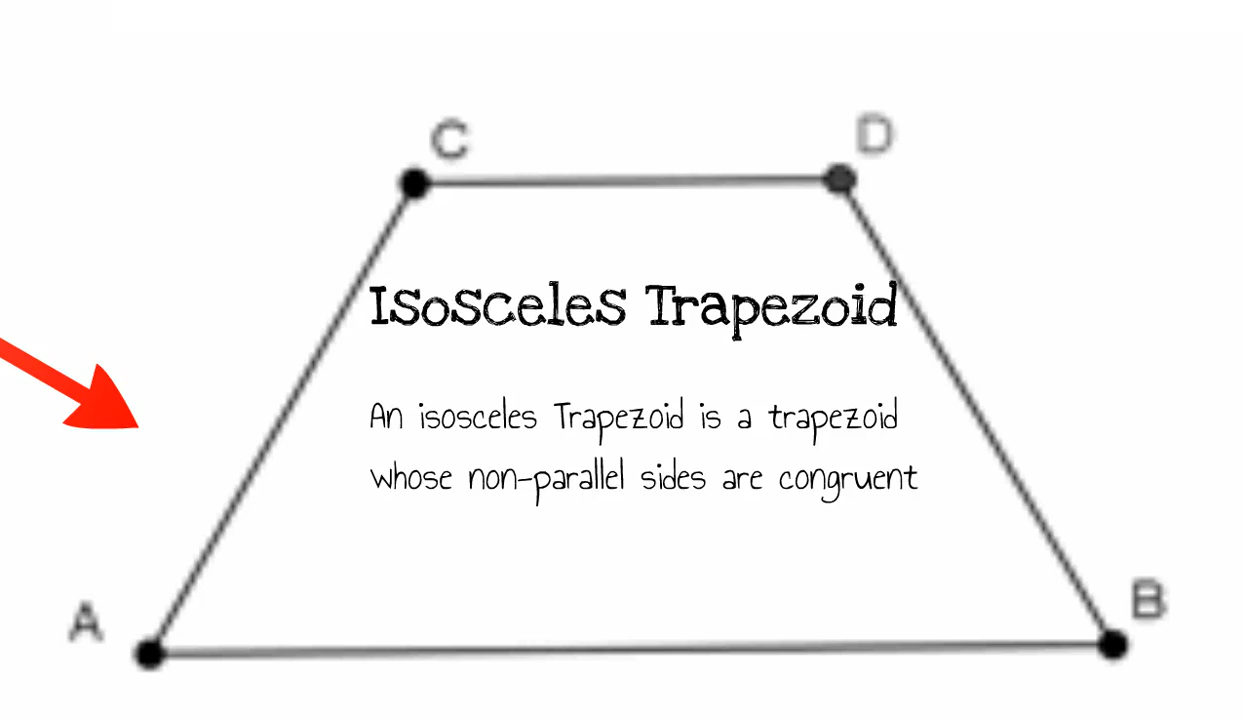 C
D
Isosceles Trapezoid
An isosceles Trapezoid is a trapezoid
whose non-parallel sides are congruent
A
B